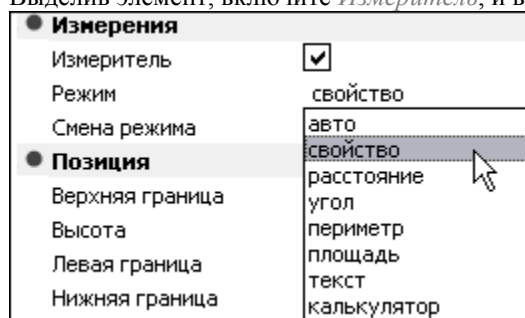 Выделив элемент, включите Измеритель, и в
Измерения
Измеритель
Режим свойство
Смена режима авто
Позиция свойство
расстояние
Верхняя граница угол
Высота периметр
Левая граница площадь
текст
Нижняя граница калькулятор